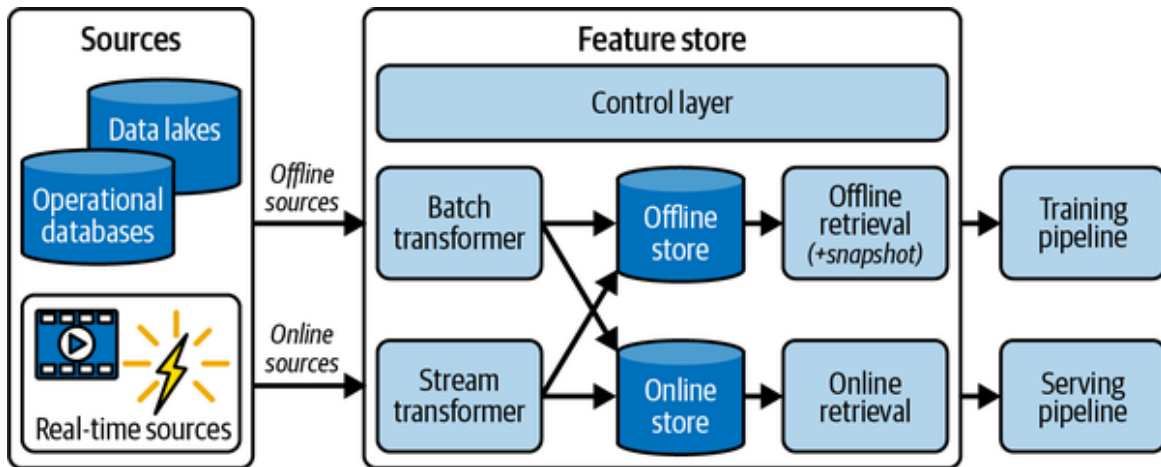 Sources
Data lakes
Operational
databases
Real-time sources
Offline
sources
Online
sources
Feature store
Control layer
Batch
transformer
Offline
store
Offline
retrieval
(+snapshot)
Training
pipeline
Stream
transformer
Online
store
Online
retrieval
Serving
pipeline